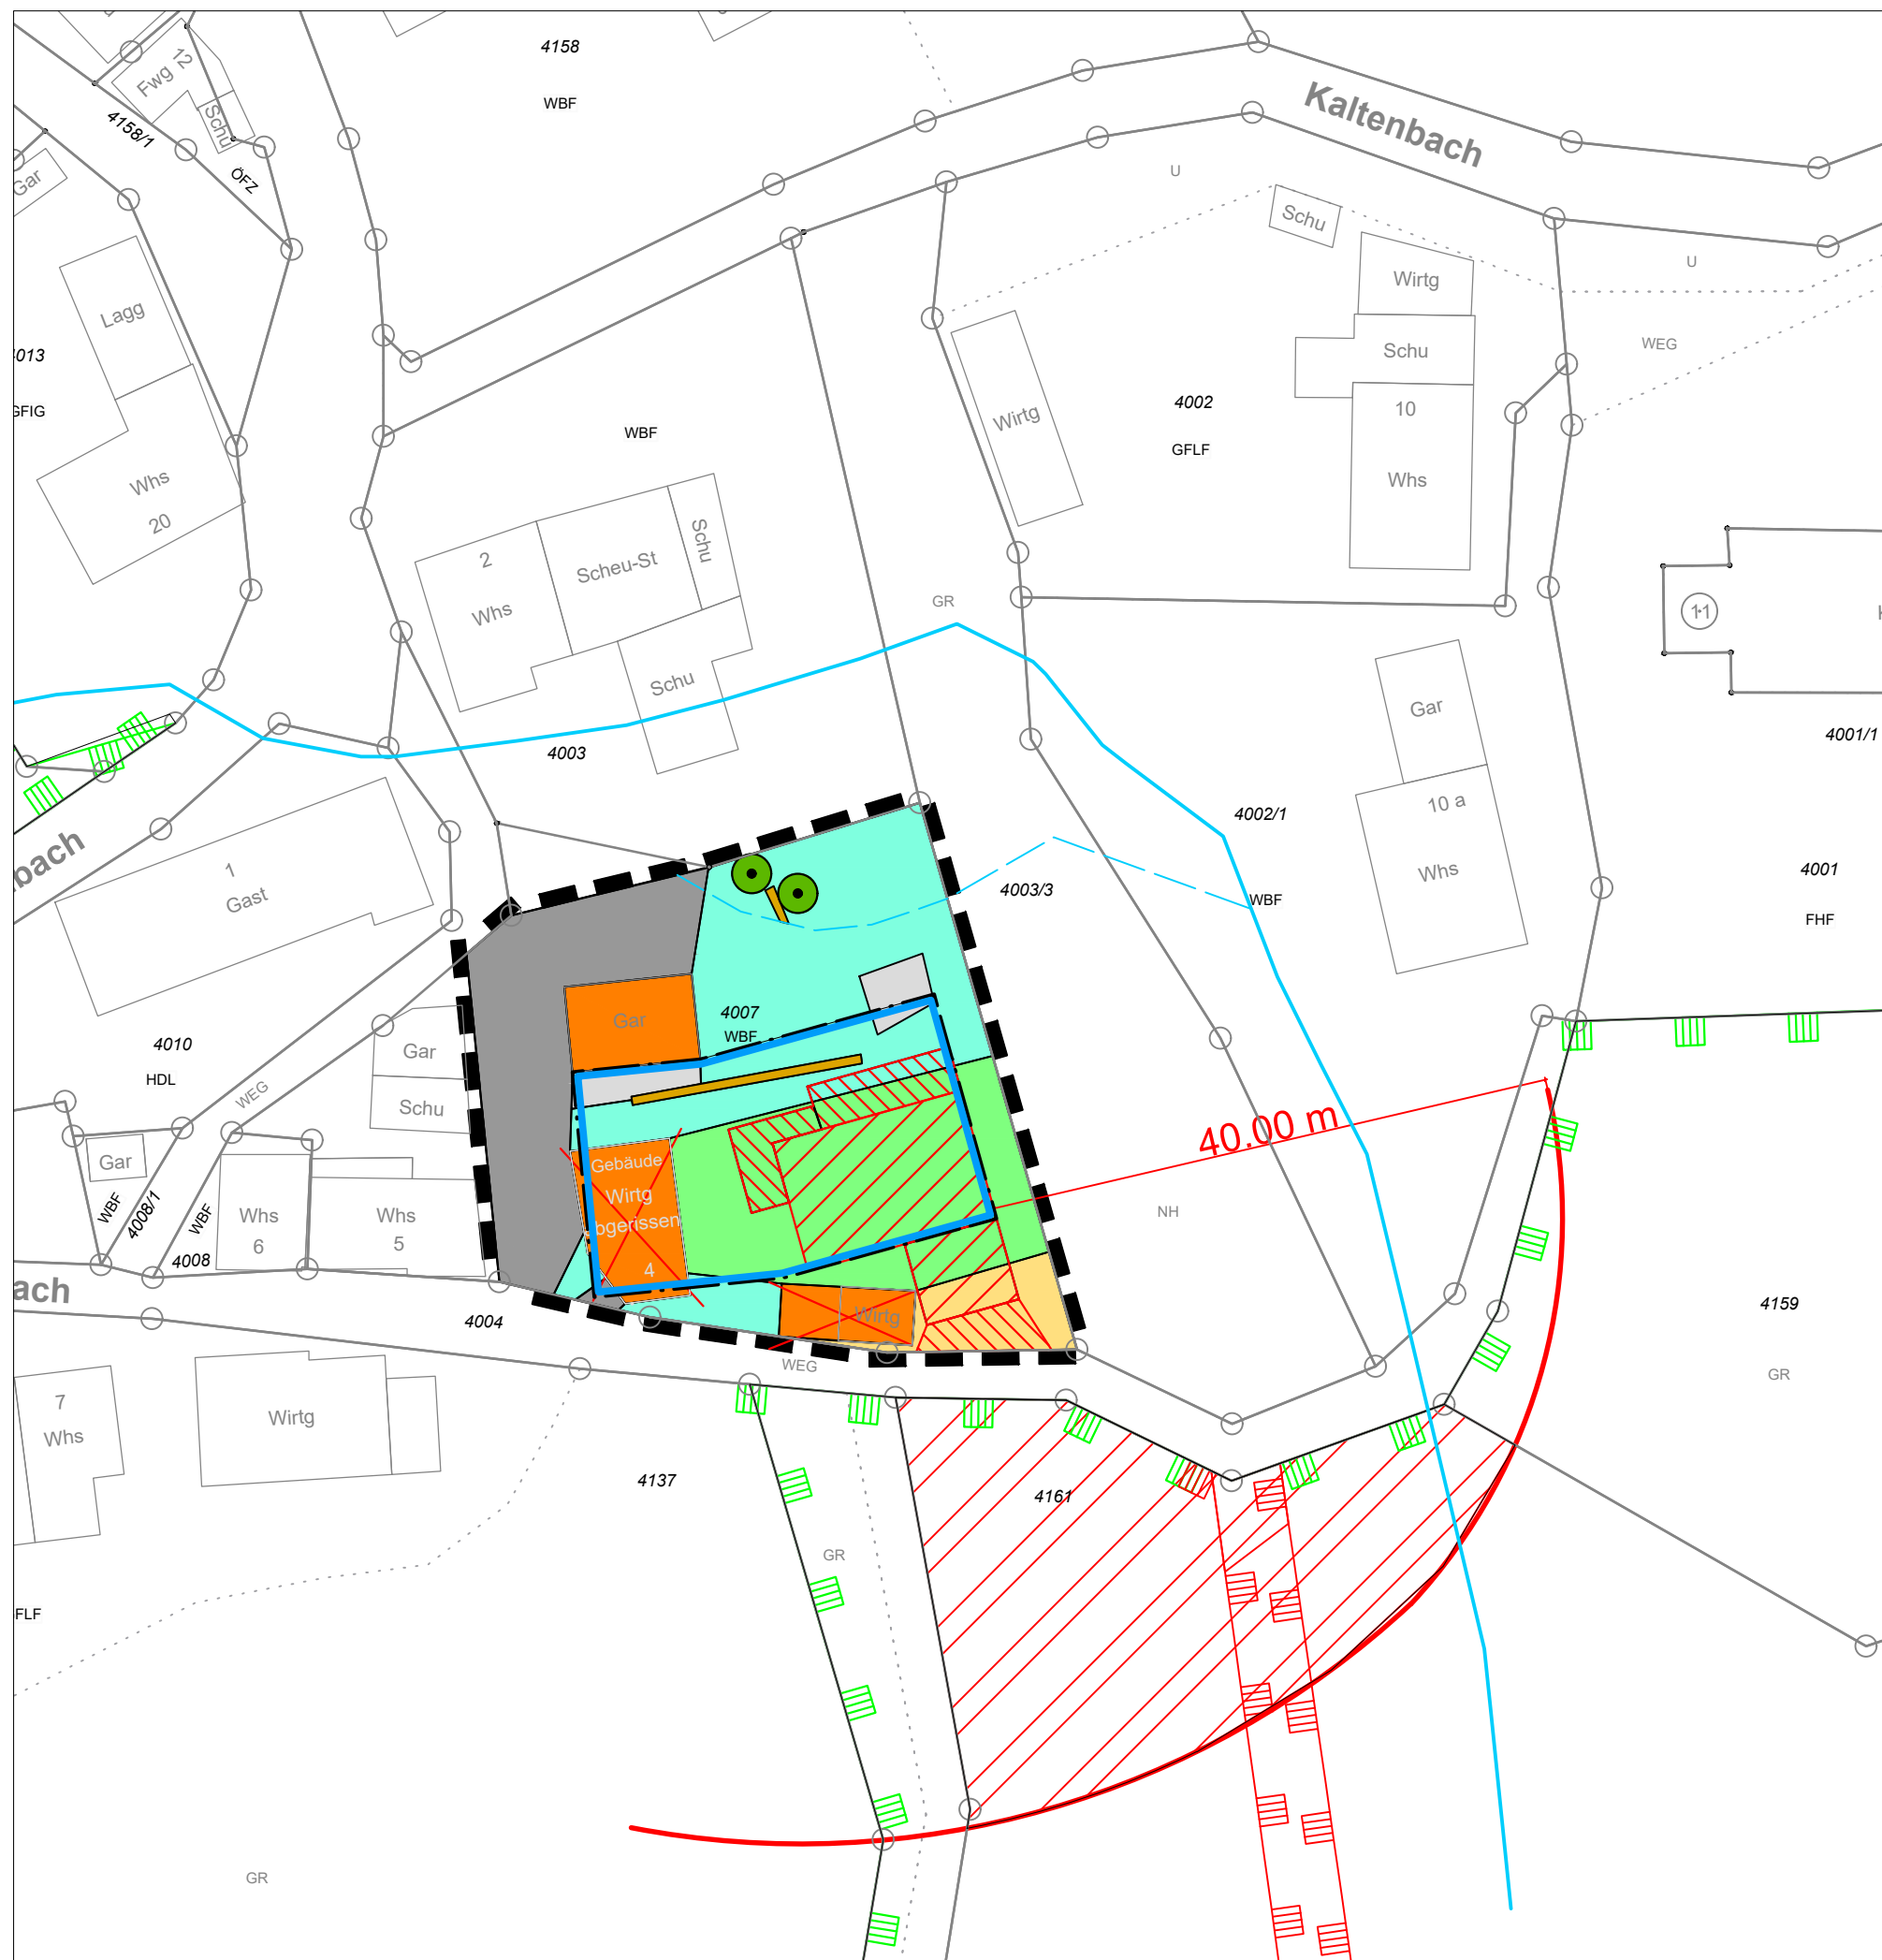 4158
WBF
Fwg 12
Schu
4158/1
ÖFZ
Gar
Kaltenbach
U
Schu
Wirtg
U
Lagg
Schu
WEG
4013
GFIG
4002
GFLF
10
Whs
Wirtg
WBF
Whs
20
2
Whs
Scheu-St
Schu
Schu
GR
11
Gar
4003
4001/1
10 a
Whs
4002/1
4001
FHF
bach
1
Gast
4003/3
WBF
4007
WBF
Gar
4010
HDL
WEG
Gar
Schu
40.00 m
Gar
WBF
4008/1
WBF
4008
Whs
6
Whs
5
Gebäude
Wirtg
bgerissen
4
NH
ach
4004
Wirtg
WEG
4159
GR
7
Whs
Wirtg
4137
4161
GR
FLF
GR